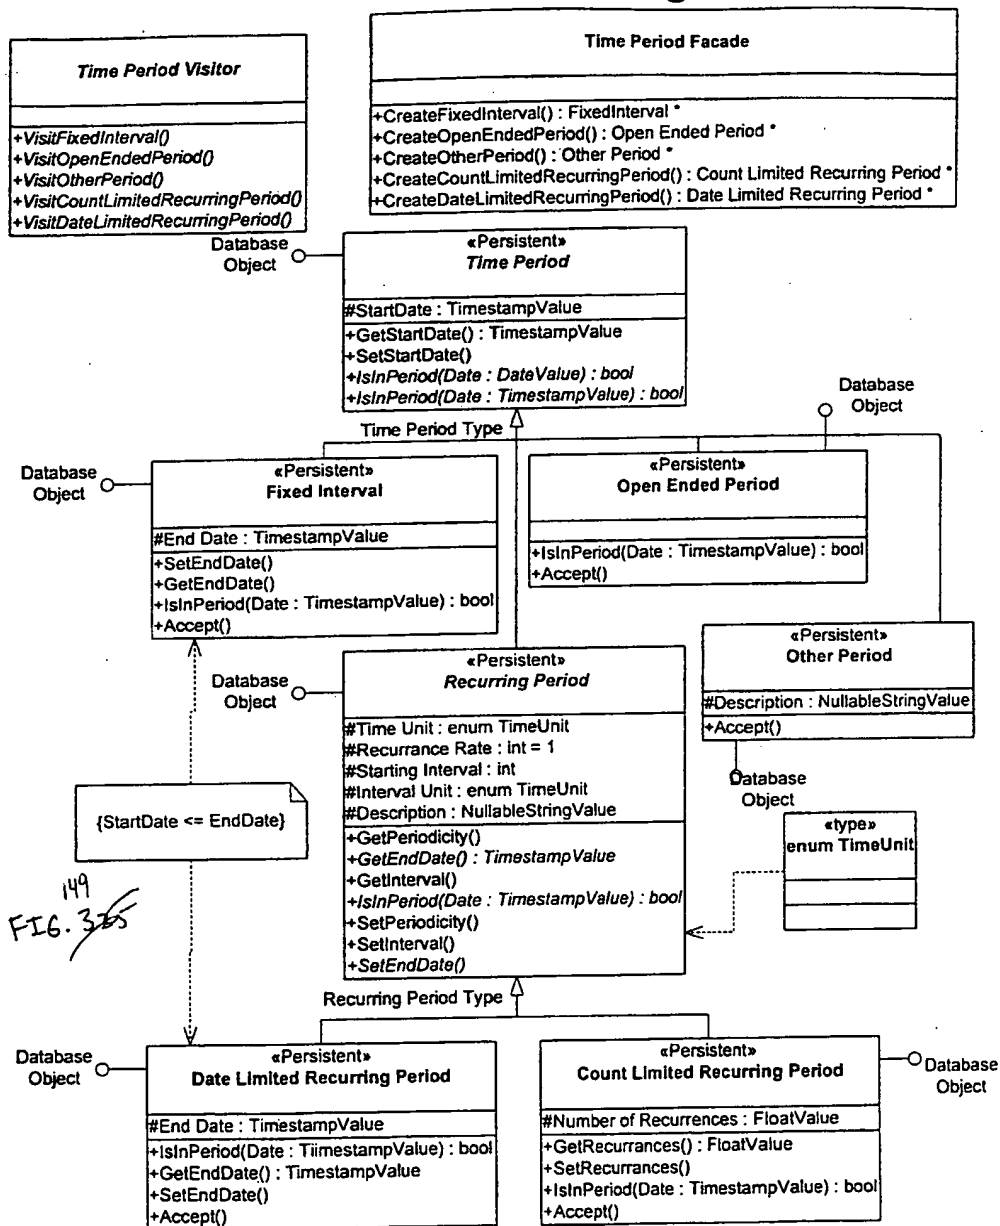 Time Period Visitor
+VisitFixedInterval()
+VisitOpenEndedPeriod()
+VisitOtherPeriod()
+VisitCountLimitedRecurringPeriod()
+VisitDateLimitedRecurringPeriod()
Time Period Facade
+CreateFixedInterval() : FixedInterval *
+CreateOpenEndedPeriod() : Open Ended Period *
+CreateOtherPeriod() : Other Period *
+CreateCountLimitedRecurringPeriod() : Count Limited Recurring Period *
+CreateDateLimitedRecurringPeriod() : Date Limited Recurring Period *
Database
Object
«Persistent»
Time Period
#StartDate : TimestampValue
+GetStartDate() : TimestampValue
+SetStartDate()
+IsInPeriod(Date : DateValue) : bool
+IsInPeriod(Date : TimestampValue) : bool
Time Period Type
Database
Object
Database
Object
«Persistent»
Fixed Interval
#End Date : TimestampValue
+SetEndDate()
+GetEndDate()
+IsInPeriod(Date : TimestampValue) : bool
+Accept()
«Persistent»
Open Ended Period
+IsInPeriod(Date : TimestampValue) : bool
+Accept()
Database
Object
«Persistent»
Recurring Period
#Time Unit : enum TimeUnit
#Recurrance Rate : int = 1
#Starting Interval : int
#Interval Unit : enum TimeUnit
#Description : NullableStringValue
+GetPeriodicity()
+GetEndDate() : TimestampValue
+GetInterval()
+IsInPeriod(Date : TimestampValue) : bool
+SetPeriodicity()
+SetInterval()
+SetEndDate()
«Persistent»
Other Period
#Description : NullableStringValue
+Accept()
Database
Object
{StartDate <= EndDate}
«type»
enum TimeUnit
149
FIG. 335
Recurring Period Type
Database
Object
«Persistent»
Date Limited Recurring Period
#End Date : TimestampValue
+IsInPeriod(Date : TiimestampValue) : bool
+GetEndDate() : TimestampValue
+SetEndDate()
+Accept()
«Persistent»
Count Limited Recurring Period
#Number of Recurrences : FloatValue
+GetRecurrances() : FloatValue
+SetRecurrances()
+IsInPeriod(Date : TimestampValue) : bool
+Accept()
Database
Object